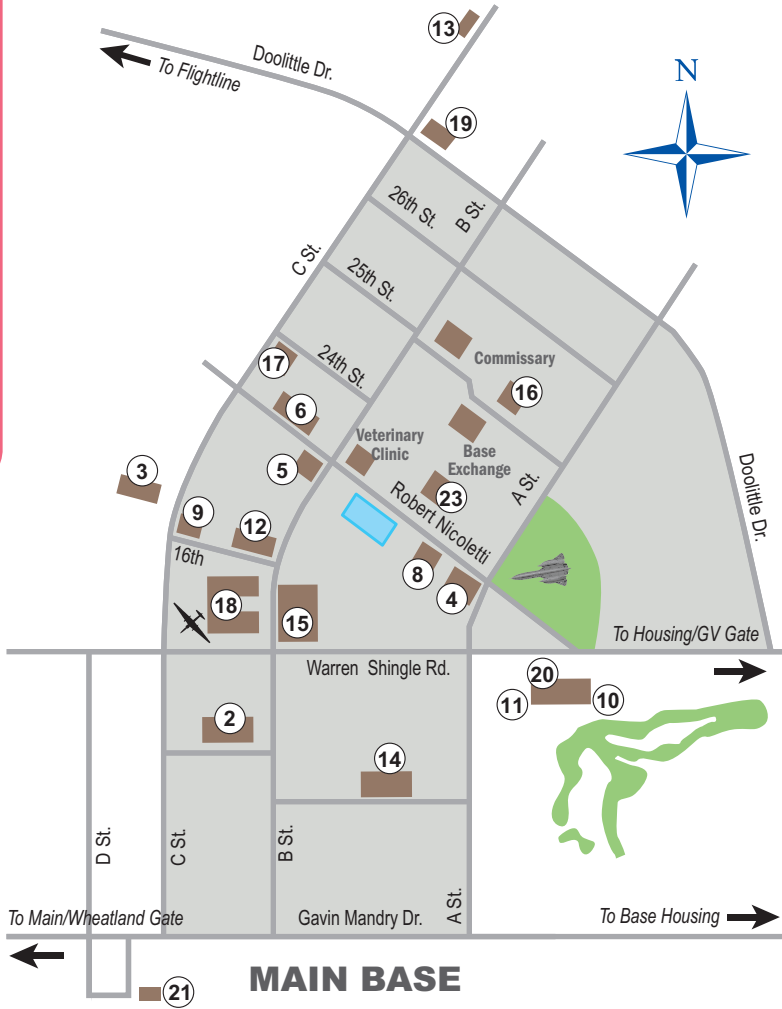 13
Doolittle Dr.
To Flightline
N
19
26th St.
B St.
C St.
25th St.
17
24th St.
Commissary
16
6
Veterinary
Clinic
Base
Exchange
5
3
23
A St.
Doolittle Dr.
Robert Nicoletti
9
12
16th
8
4
18
15
To Housing/GV Gate
Warren Shingle Rd.
20
11
10
2
14
D St.
C St.
B St.
A St.
To Main/Wheatland Gate
Gavin Mandry Dr.
To Base Housing
MAIN BASE
21